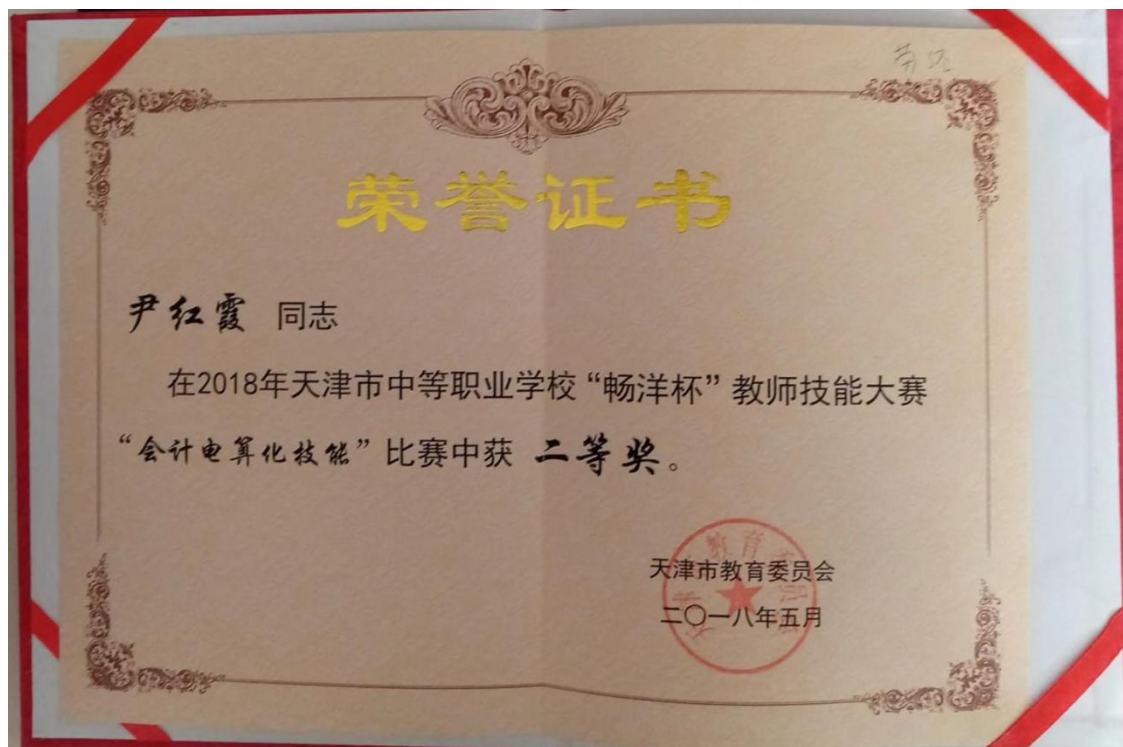 荣誉证书
尹红霞 同志
在2018年天津市中等职业学校“畅洋杯”教师技能大赛
“会计电算化技能”比赛中获 二等奖。
天津市教育委员会
二〇一八年五月